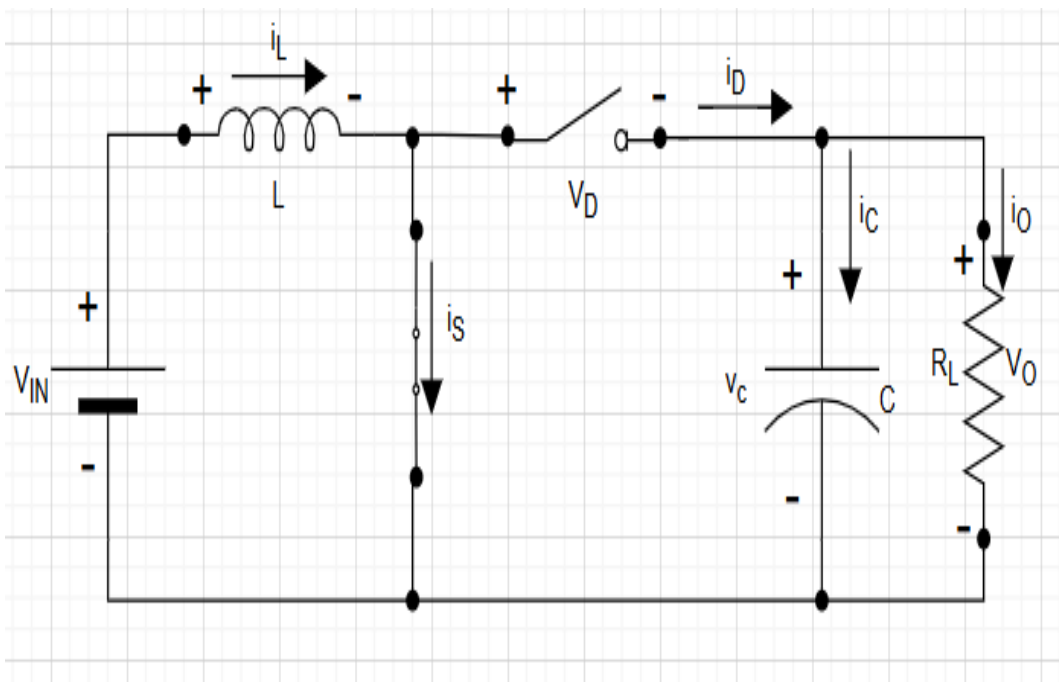 i_L
+ - + - i_D
L V_D i_C i_O
+ +
+ i_S
V_IN v_c C R_L V_O
- - -